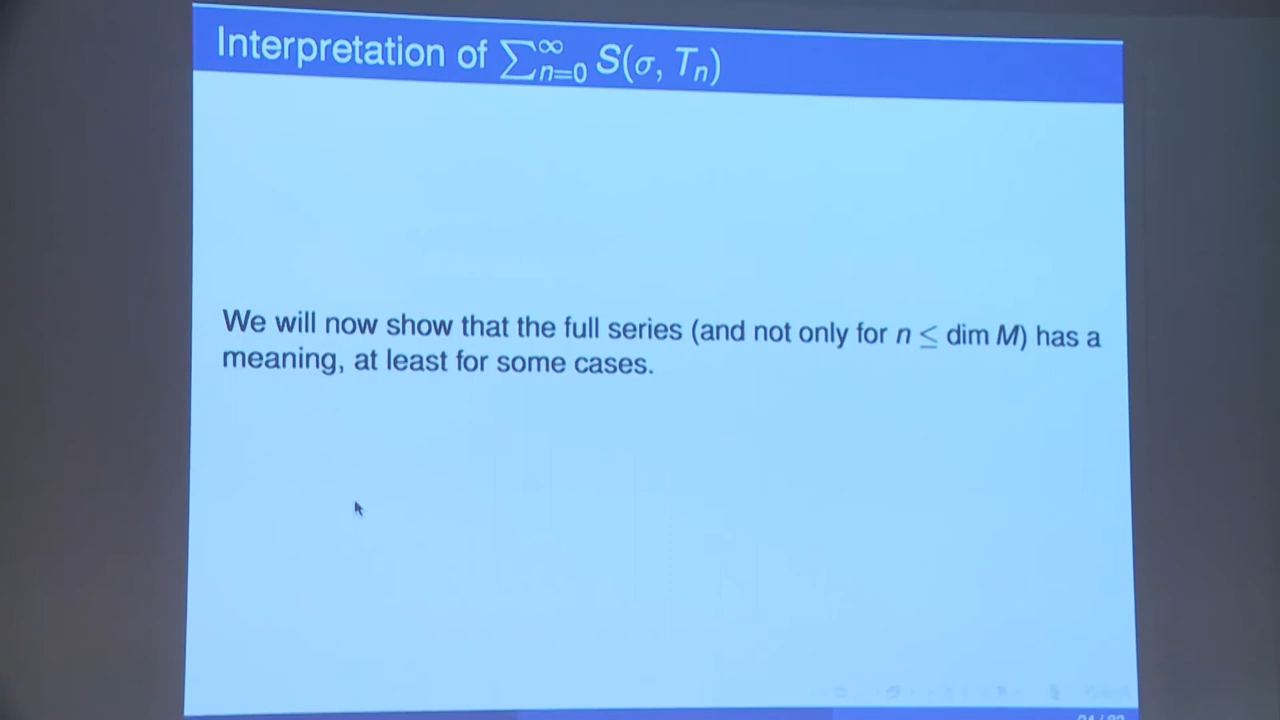 Interpretation of ∑_{n=0}^{∞} S(σ, T_n)
We will now show that the full series (and not only for n ≤ dim M) has a
meaning, at least for some cases.